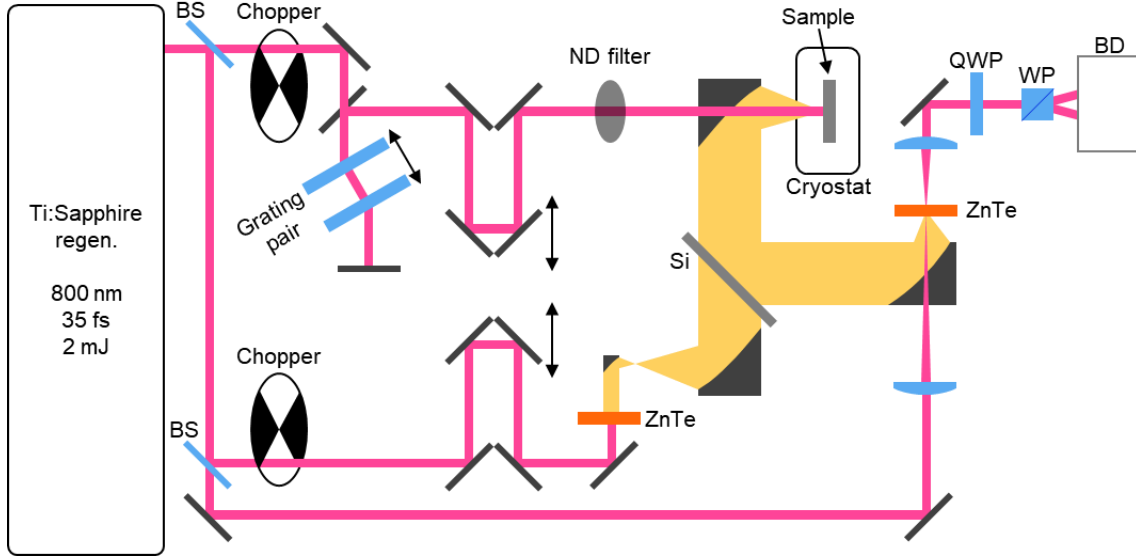 BS
Chopper
Sample
BD
ND filter
QWP
WP
Cryostat
Grating
pair
ZnTe
Ti:Sapphire
regen.
800 nm
35 fs
2 mJ
Si
Chopper
BS
ZnTe